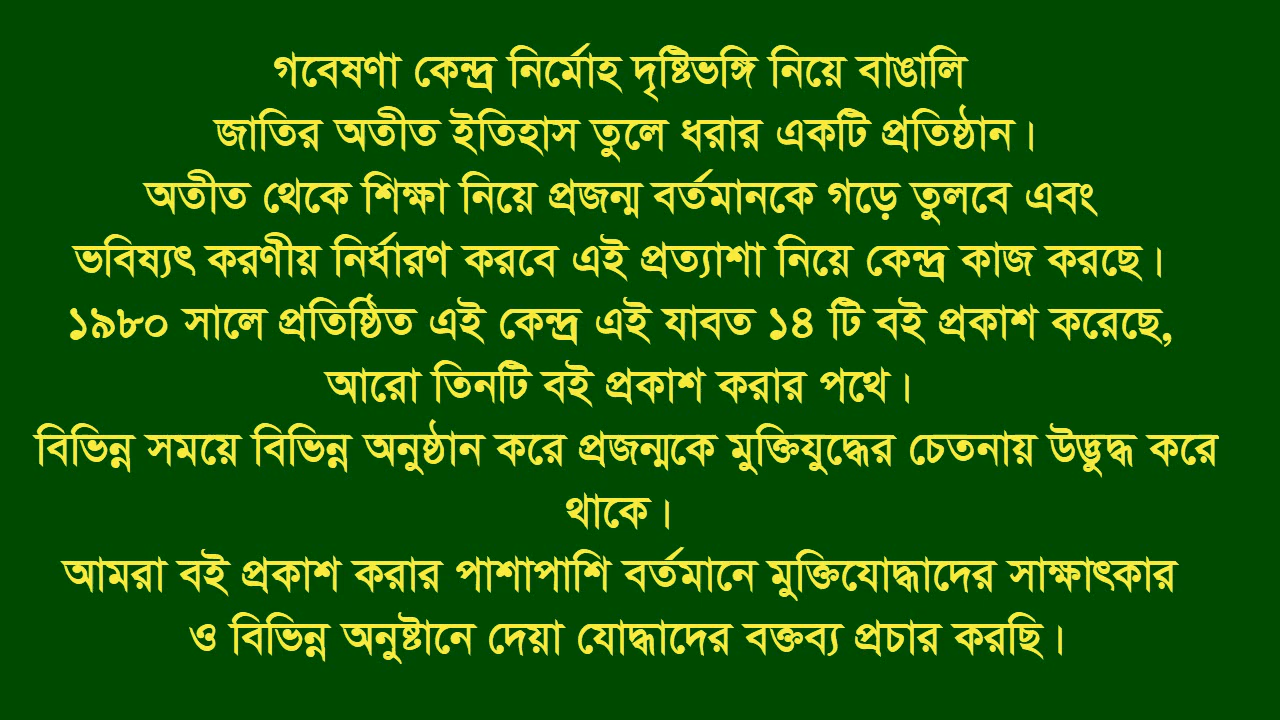 গবেষণা কেন্দ্র নির্মোহ দৃষ্টিভঙ্গি নিয়ে বাঙালি
জাতির অতীত ইতিহাস তুলে ধরার একটি প্রতিষ্ঠান।
অতীত থেকে শিক্ষা নিয়ে প্রজন্ম বর্তমানকে গড়ে তুলবে এবং
ভবিষ্যৎ করণীয় নির্ধারণ করবে এই প্রত্যাশা নিয়ে কেন্দ্র কাজ করছে।
১৯৮০ সালে প্রতিষ্ঠিত এই কেন্দ্র এই যাবত ১৪ টি বই প্রকাশ করেছে,
আরো তিনটি বই প্রকাশ করার পথে।
বিভিন্ন সময়ে বিভিন্ন অনুষ্ঠান করে প্রজন্মকে মুক্তিযুদ্ধের চেতনায় উদ্ভুদ্ধ করে
থাকে।
আমরা বই প্রকাশ করার পাশাপাশি বর্তমানে মুক্তিযোদ্ধাদের সাক্ষাৎকার
ও বিভিন্ন অনুষ্টানে দেয়া যোদ্ধাদের বক্তব্য প্রচার করছি।